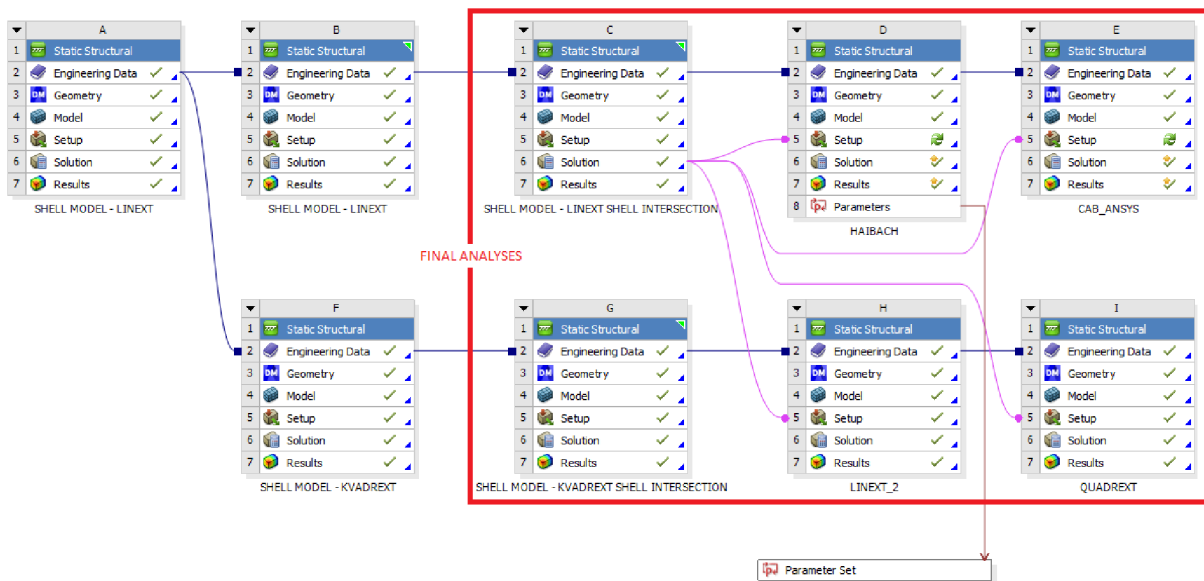 A
1 Static Structural
2 Engineering Data
3 DM Geometry
4 Model
5 Setup
6 Solution
7 Results
SHELL MODEL - LINEXT
B
1 Static Structural
2 Engineering Data
3 DM Geometry
4 Model
5 Setup
6 Solution
7 Results
SHELL MODEL - LINEXT
C
1 Static Structural
2 Engineering Data
3 DM Geometry
4 Model
5 Setup
6 Solution
7 Results
SHELL MODEL - LINEXT SHELL INTERSECTION
D
1 Static Structural
2 Engineering Data
3 DM Geometry
4 Model
5 Setup
6 Solution
7 Results
8 Parameters
HAIBACH
E
1 Static Structural
2 Engineering Data
3 DM Geometry
4 Model
5 Setup
6 Solution
7 Results
CAB_ANSYS
FINAL ANALYSES
F
1 Static Structural
2 Engineering Data
3 DM Geometry
4 Model
5 Setup
6 Solution
7 Results
SHELL MODEL - KVADREXT
G
1 Static Structural
2 Engineering Data
3 DM Geometry
4 Model
5 Setup
6 Solution
7 Results
SHELL MODEL - KVADREXT SHELL INTERSECTION
H
1 Static Structural
2 Engineering Data
3 DM Geometry
4 Model
5 Setup
6 Solution
7 Results
LINEXT_2
I
1 Static Structural
2 Engineering Data
3 DM Geometry
4 Model
5 Setup
6 Solution
7 Results
QUADREXT
Parameter Set